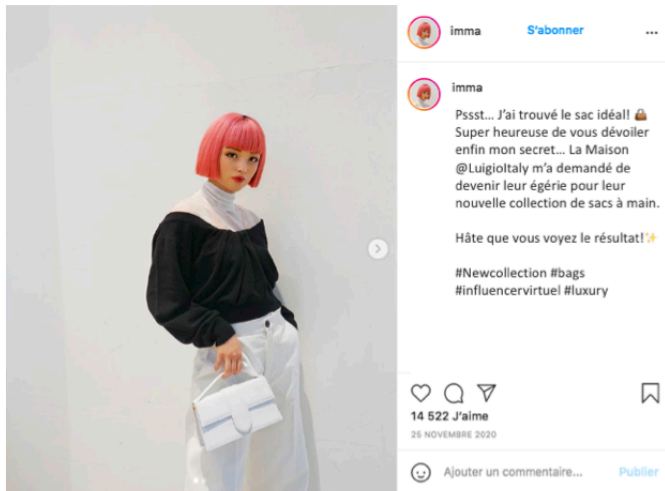 imma
S'abonner
...
imma
Pssst... J'ai trouvé le sac idéal! 👜
Super heureuse de vous dévoiler
enfin mon secret... La Maison
@LuigioItaly m'a demandé de
devenir leur égérie pour leur
nouvelle collection de sacs à main.
Hâte que vous voyez le résultat!✨
#Newcollection #bags
#influencervirtuel #luxury
14 522 J'aime
25 NOVEMBRE 2020
Ajouter un commentaire...
Publier